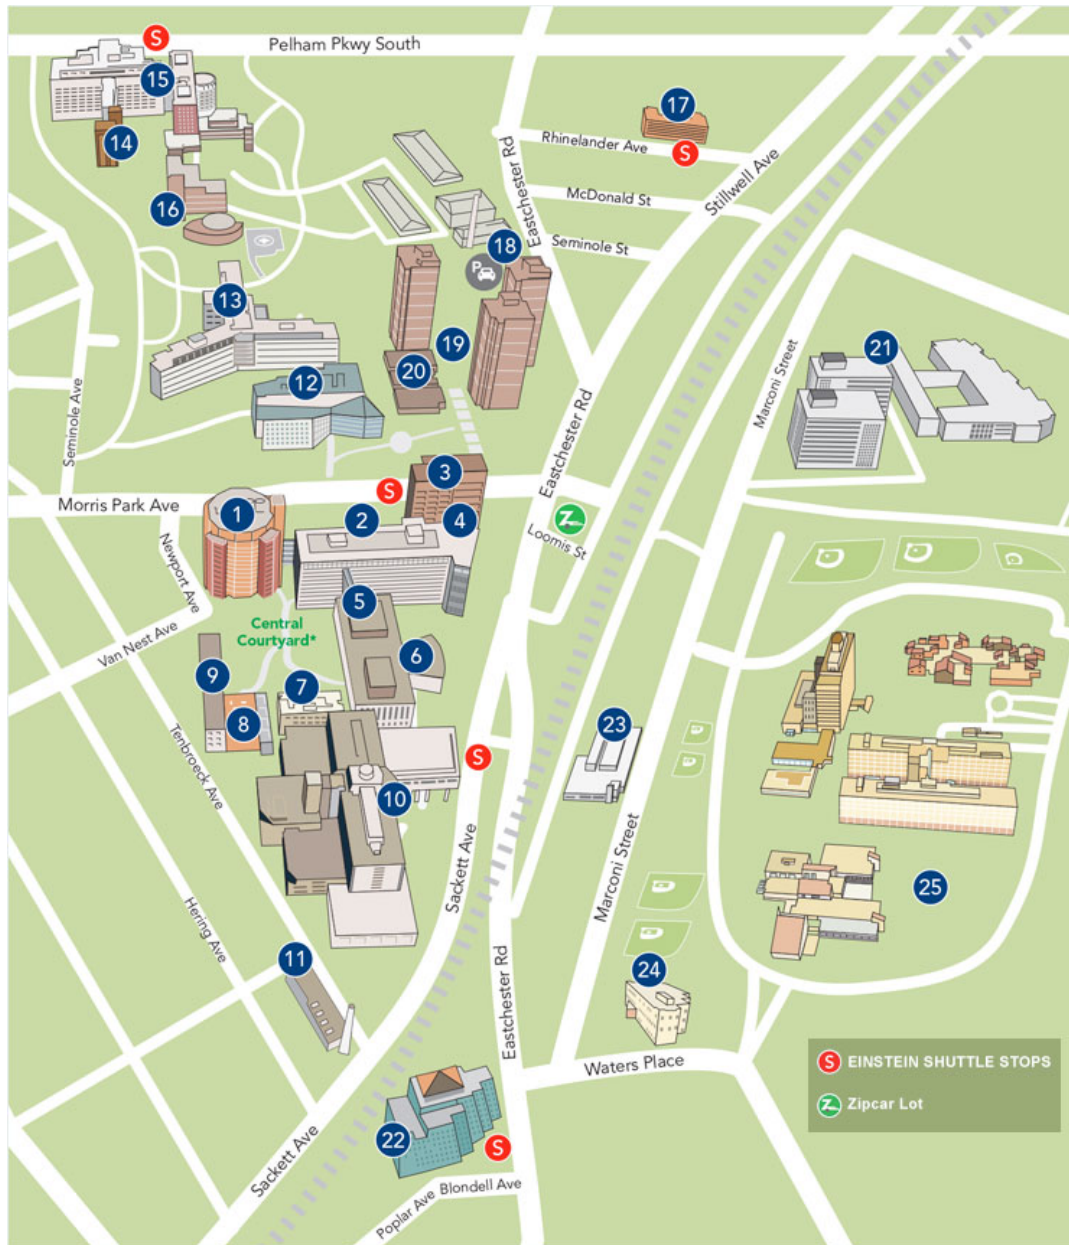 S
Pelham Pkwy South
15
17
14
Rhinelander Ave
S
Eastchester Rd
Stillwell Ave
McDonald St
16
18
Seminole St
P
13
19
21
20
12
Marconi Street
Seminole Ave
Eastchester Rd
3
S
Morris Park Ave
1
2
4
Z
Loomis St
Newport Ave
5
Central
Courtyard*
Van Nest Ave
6
9
7
8
23
S
Tenbroeck Ave
10
Sackett Ave
Marconi Street
25
Hering Ave
11
24
Eastchester Rd
Waters Place
S EINSTEIN SHUTTLE STOPS
Z Zipcar Lot
22
S
Sackett Ave
Poplar Ave
Blondell Ave